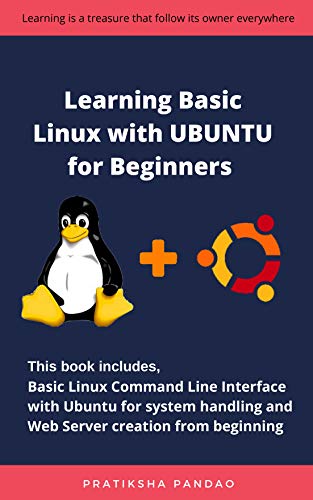 Learning is a treasure that follow its owner everywhere
Learning Basic
Linux with UBUNTU
for Beginners
This book includes,
Basic Linux Command Line Interface
with Ubuntu for system handling and
Web Server creation from beginning
PRATIKSHA PANDAO